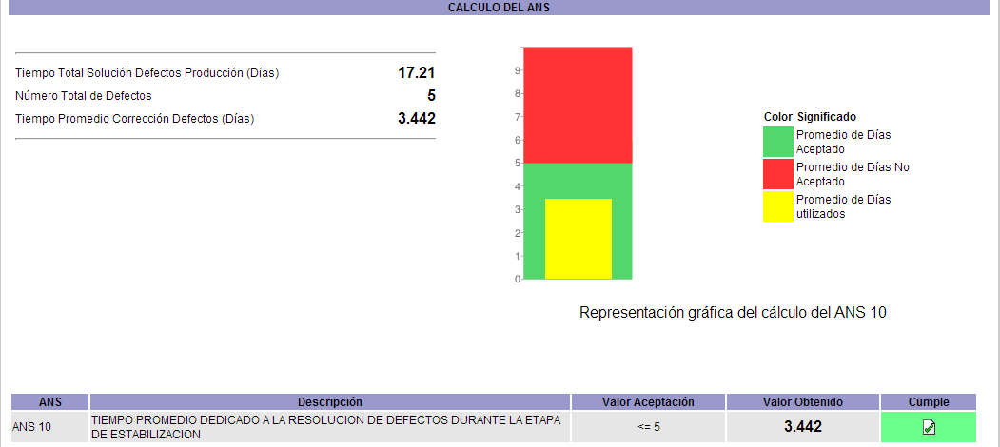 CALCULO DEL ANS
Tiempo Total Solución Defectos Producción (Días) 17.21
Número Total de Defectos 5
Tiempo Promedio Corrección Defectos (Días) 3.442
9
8
7
6
5
4
3
2
1
0
Color Significado
Promedio de Días
Aceptado
Promedio de Días No
Aceptado
Promedio de Días
utilizados
Representación gráfica del cálculo del ANS 10
ANS Descripción Valor Aceptación Valor Obtenido Cumple
ANS 10 TIEMPO PROMEDIO DEDICADO A LA RESOLUCION DE DEFECTOS DURANTE LA ETAPA <= 5 3.442
DE ESTABILIZACION